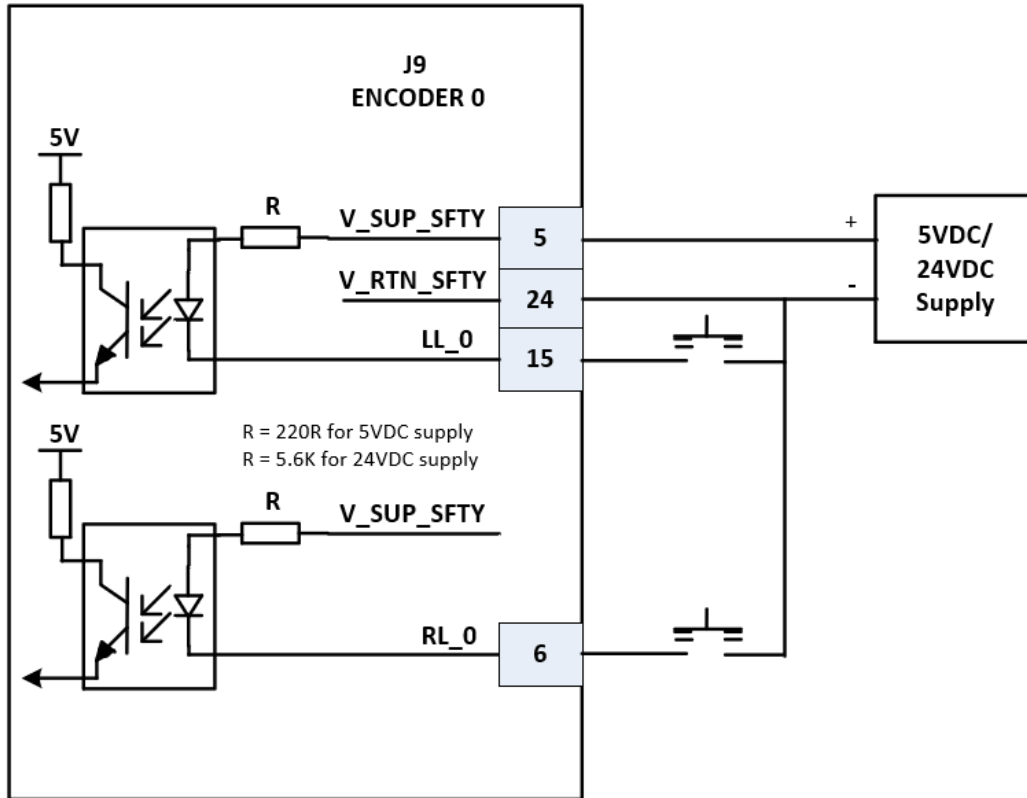 J9
ENCODER 0
5V
R
V_SUP_SFTY
5
+
5VDC/
24VDC
Supply
V_RTN_SFTY
24
-
LL_0
15
R = 220R for 5VDC supply
R = 5.6K for 24VDC supply
5V
R
V_SUP_SFTY
RL_0
6